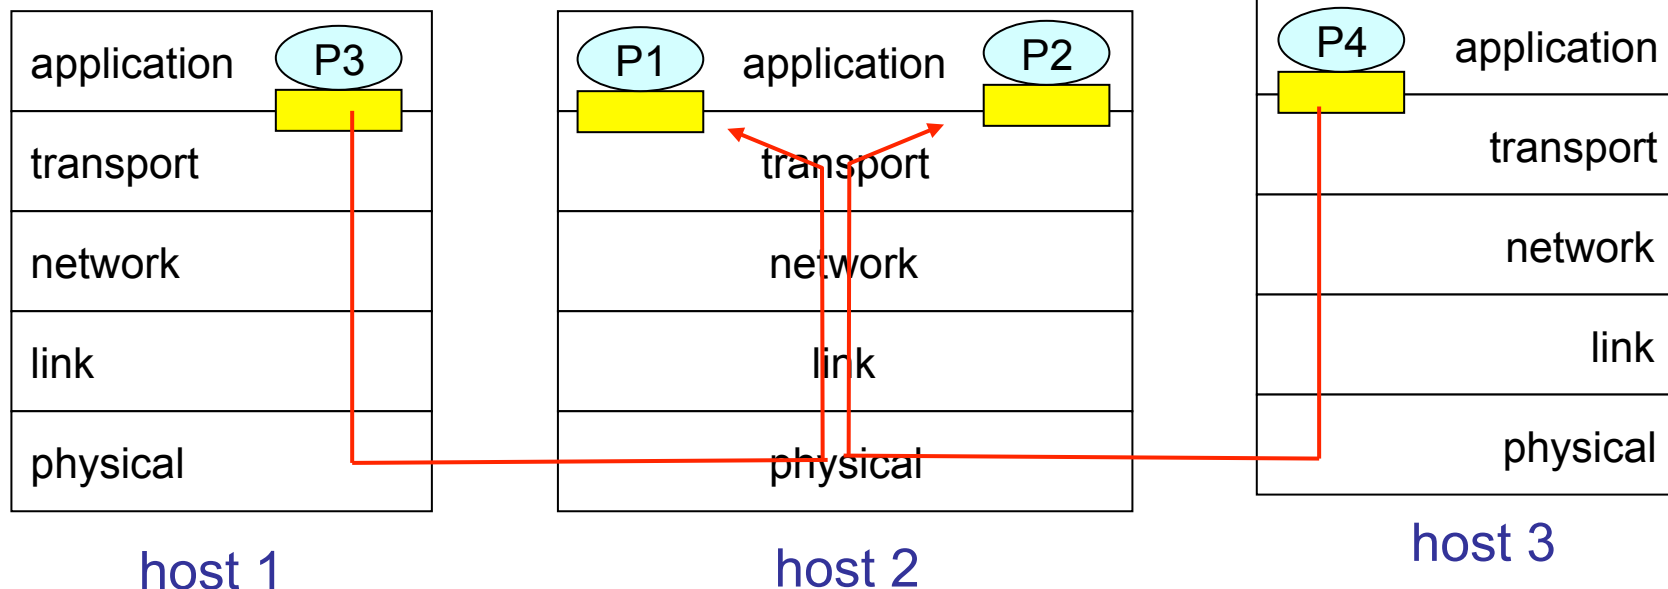 application
P3
transport
network
link
physical
host 1
P1
application
P2
transport
network
link
physical
host 2
P4
application
transport
network
link
physical
host 3